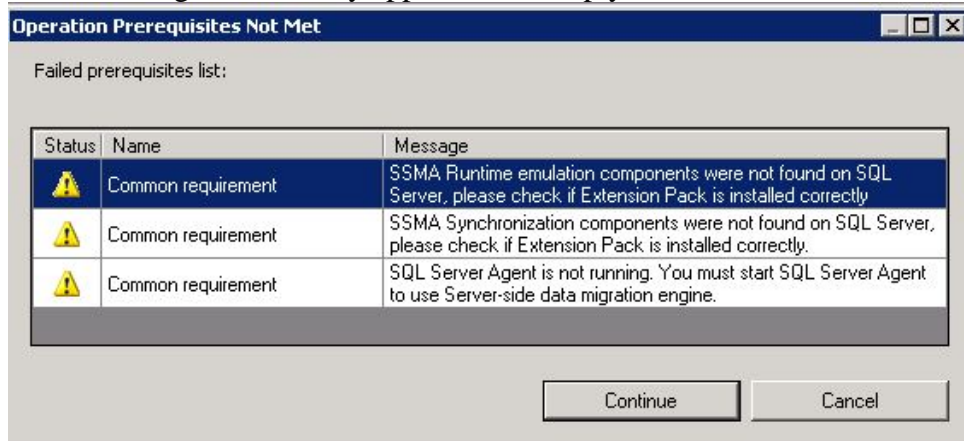 Operation Prerequisites Not Met
Failed prerequisites list:
Status Name Message
Common requirement SSMA Runtime emulation components were not found on SQL
Server, please check if Extension Pack is installed correctly
Common requirement SSMA Synchronization components were not found on SQL Server,
please check if Extension Pack is installed correctly.
Common requirement SQL Server Agent is not running. You must start SQL Server Agent
to use Server-side data migration engine.
Continue Cancel